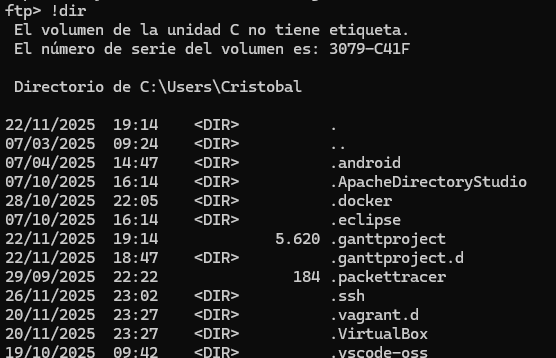 ftp> !dir
 El volumen de la unidad C no tiene etiqueta.
 El número de serie del volumen es: 3079-C41F

 Directorio de C:\Users\Cristobal

22/11/2025  19:14    <DIR>          .
07/03/2025  09:24    <DIR>          ..
07/04/2025  14:47    <DIR>          .android
07/10/2025  16:14    <DIR>          .ApacheDirectoryStudio
28/10/2025  22:05    <DIR>          .docker
07/10/2025  16:14    <DIR>          .eclipse
22/11/2025  19:14             5.620 .ganttproject
22/11/2025  18:47    <DIR>          .ganttproject.d
29/09/2025  22:22               184 .packettracer
26/11/2025  23:02    <DIR>          .ssh
20/11/2025  23:27    <DIR>          .vagrant.d
20/11/2025  23:27    <DIR>          .VirtualBox
19/10/2025  09:42    <DIR>          .vscode-oss